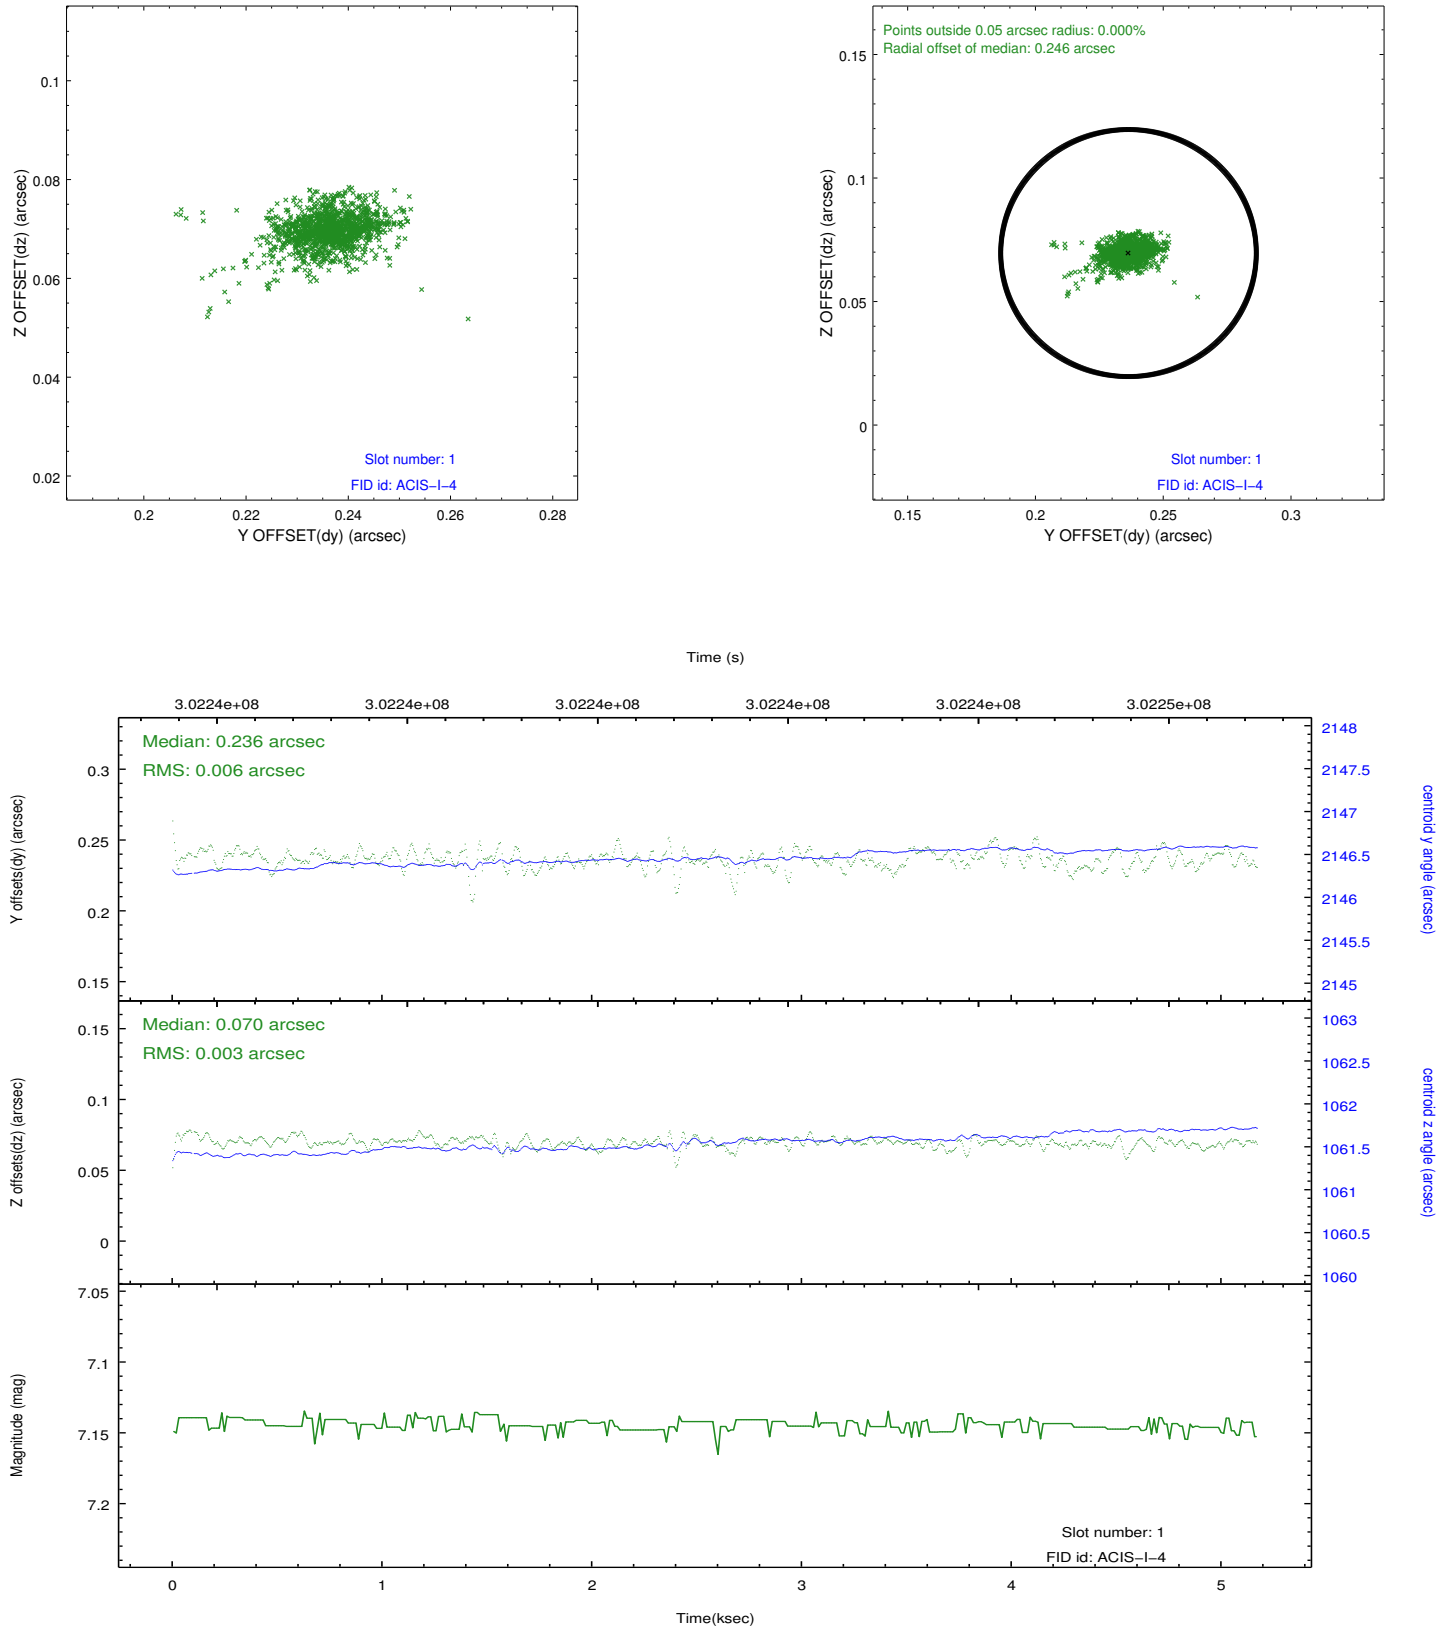 0.1
0.08
0.06
0.04
0.02
Z OFFSET(dz) (arcsec)
Slot number: 1
FID id: ACIS−I−4
0.2 0.22 0.24 0.26 0.28
Y OFFSET(dy) (arcsec)
Points outside 0.05 arcsec radius: 0.000%
Radial offset of median: 0.246 arcsec
0.15
0.1
0.05
0
Z OFFSET(dz) (arcsec)
Slot number: 1
FID id: ACIS−I−4
0.15 0.2 0.25 0.3
Y OFFSET(dy) (arcsec)
Time (s)
3.0224e+08 3.0224e+08 3.0224e+08 3.0224e+08 3.0224e+08 3.0225e+08
Median: 0.236 arcsec
RMS: 0.006 arcsec
0.3
0.25
0.2
0.15
Y offsets(dy) (arcsec)
2148
2147.5
2147
2146.5
2146
2145.5
2145
centroid y angle (arcsec)
Median: 0.070 arcsec
RMS: 0.003 arcsec
0.15
0.1
0.05
0
Z offsets(dz) (arcsec)
1063
1062.5
1062
1061.5
1061
1060.5
1060
centroid z angle (arcsec)
7.05
7.1
7.15
7.2
Magnitude (mag)
Slot number: 1
FID id: ACIS−I−4
0 1 2 3 4 5
Time(ksec)